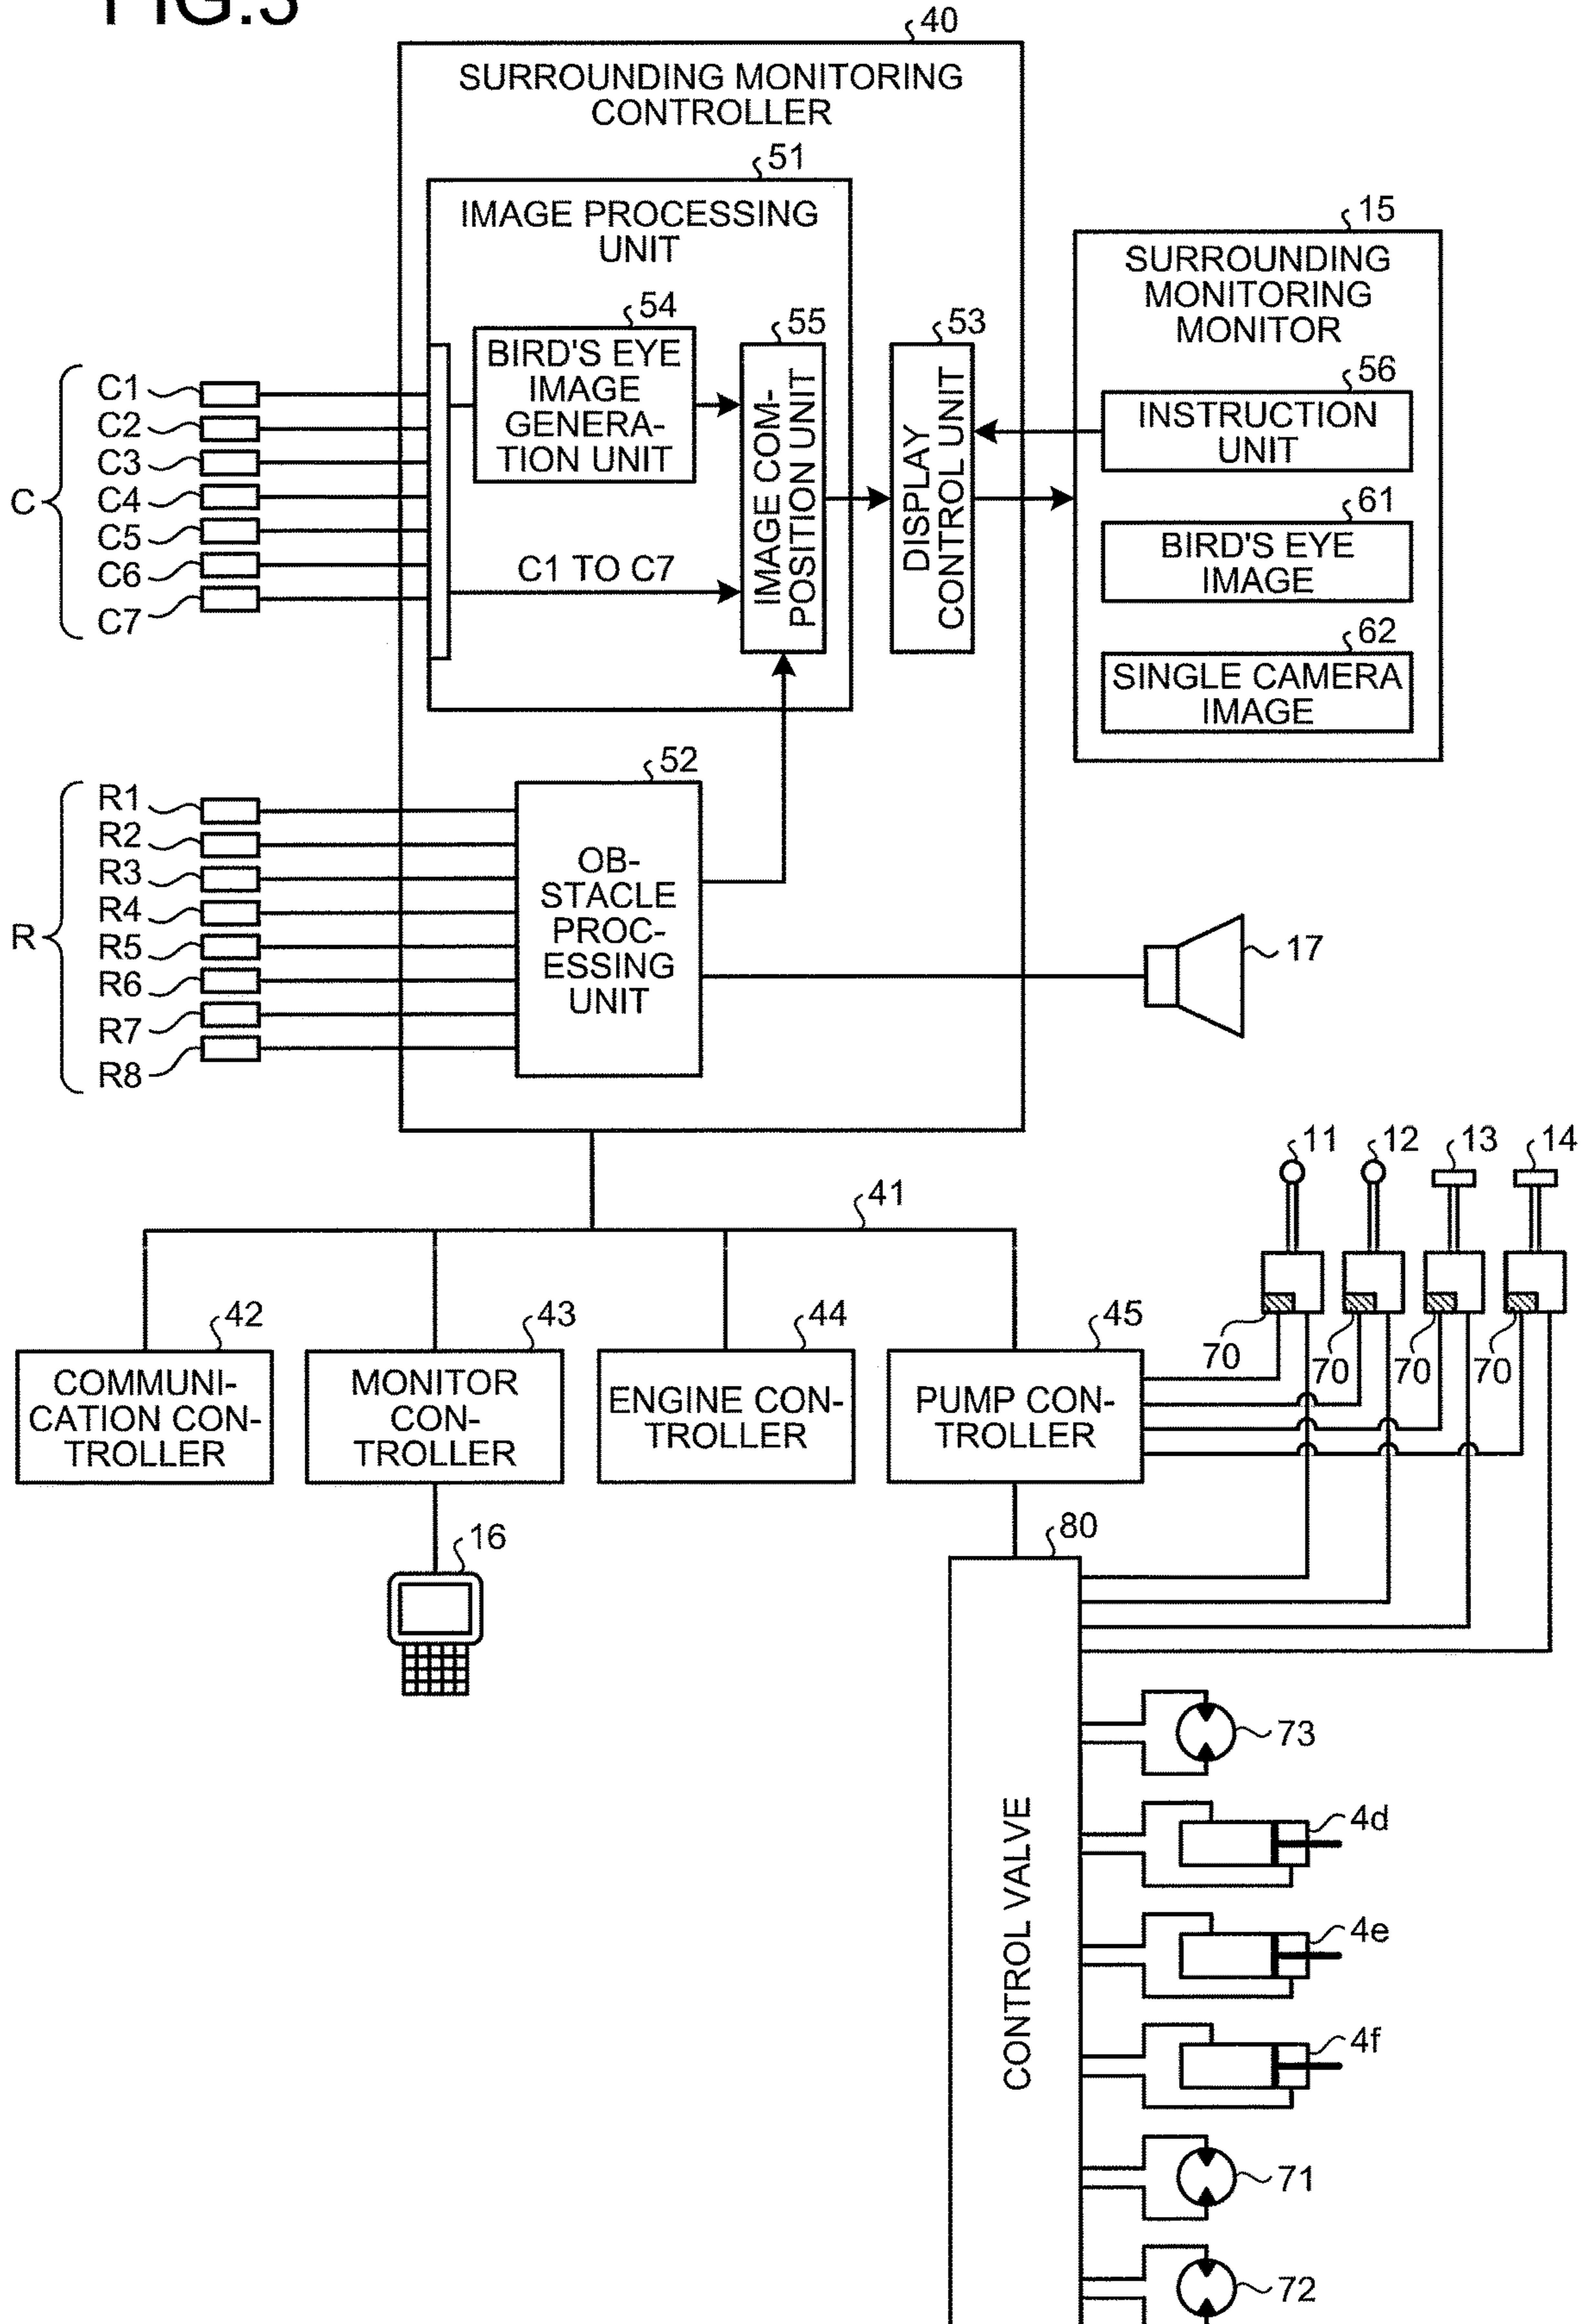 FIG.3
40
SURROUNDING MONITORING
CONTROLLER
51
IMAGE PROCESSING
UNIT
15
SURROUNDING
MONITORING
MONITOR
54
BIRD'S EYE
IMAGE
GENERA-
TION UNIT
55
IMAGE COM-
POSITION UNIT
53
DISPLAY
CONTROL UNIT
56
INSTRUCTION
UNIT
61
BIRD'S EYE
IMAGE
62
SINGLE CAMERA
IMAGE
C
C1
C2
C3
C4
C5
C6
C7
C1 TO C7
52
OB-
STACLE
PROC-
ESSING
UNIT
R
R1
R2
R3
R4
R5
R6
R7
R8
17
11
12
13
14
41
70
70
70
70
42
COMMUNI-
CATION CON-
TROLLER
43
MONITOR
CON-
TROLLER
44
ENGINE CON-
TROLLER
45
PUMP CON-
TROLLER
16
80
CONTROL VALVE
73
4d
4e
4f
71
72